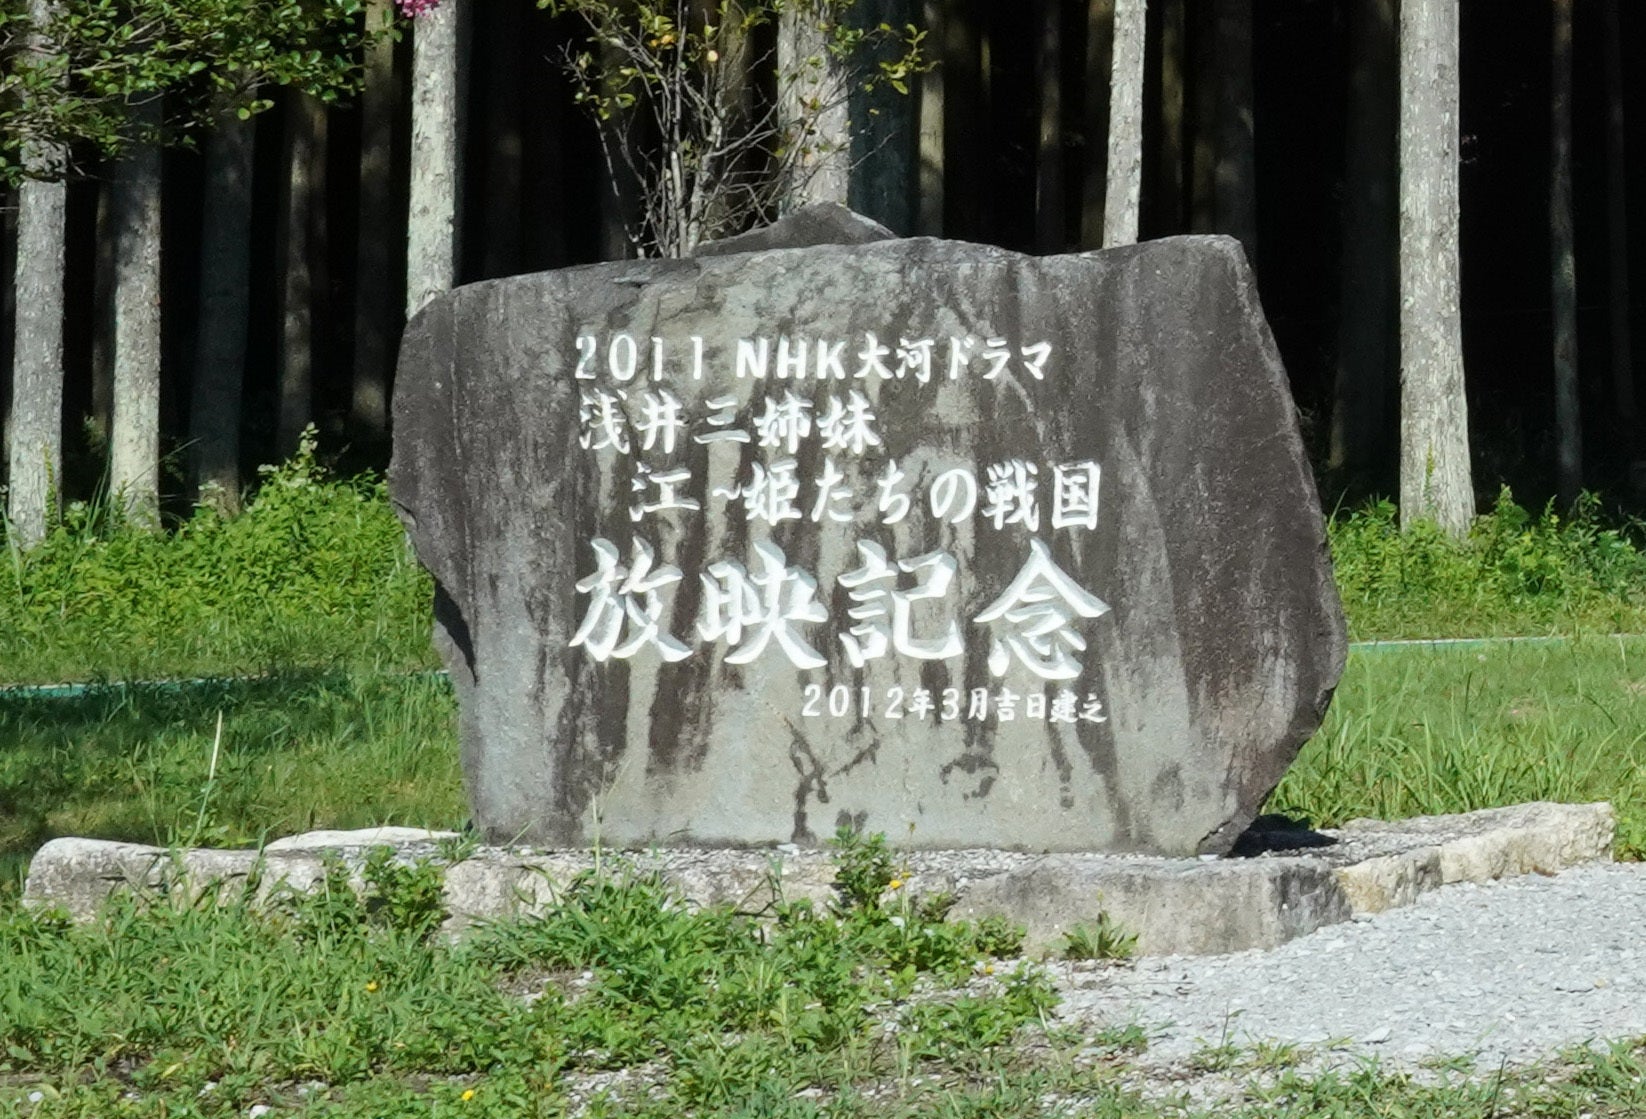 2011 NHK大河ドラマ
浅井三姉妹
江~姫たちの戦国
放映記念
2012年3月吉日建之